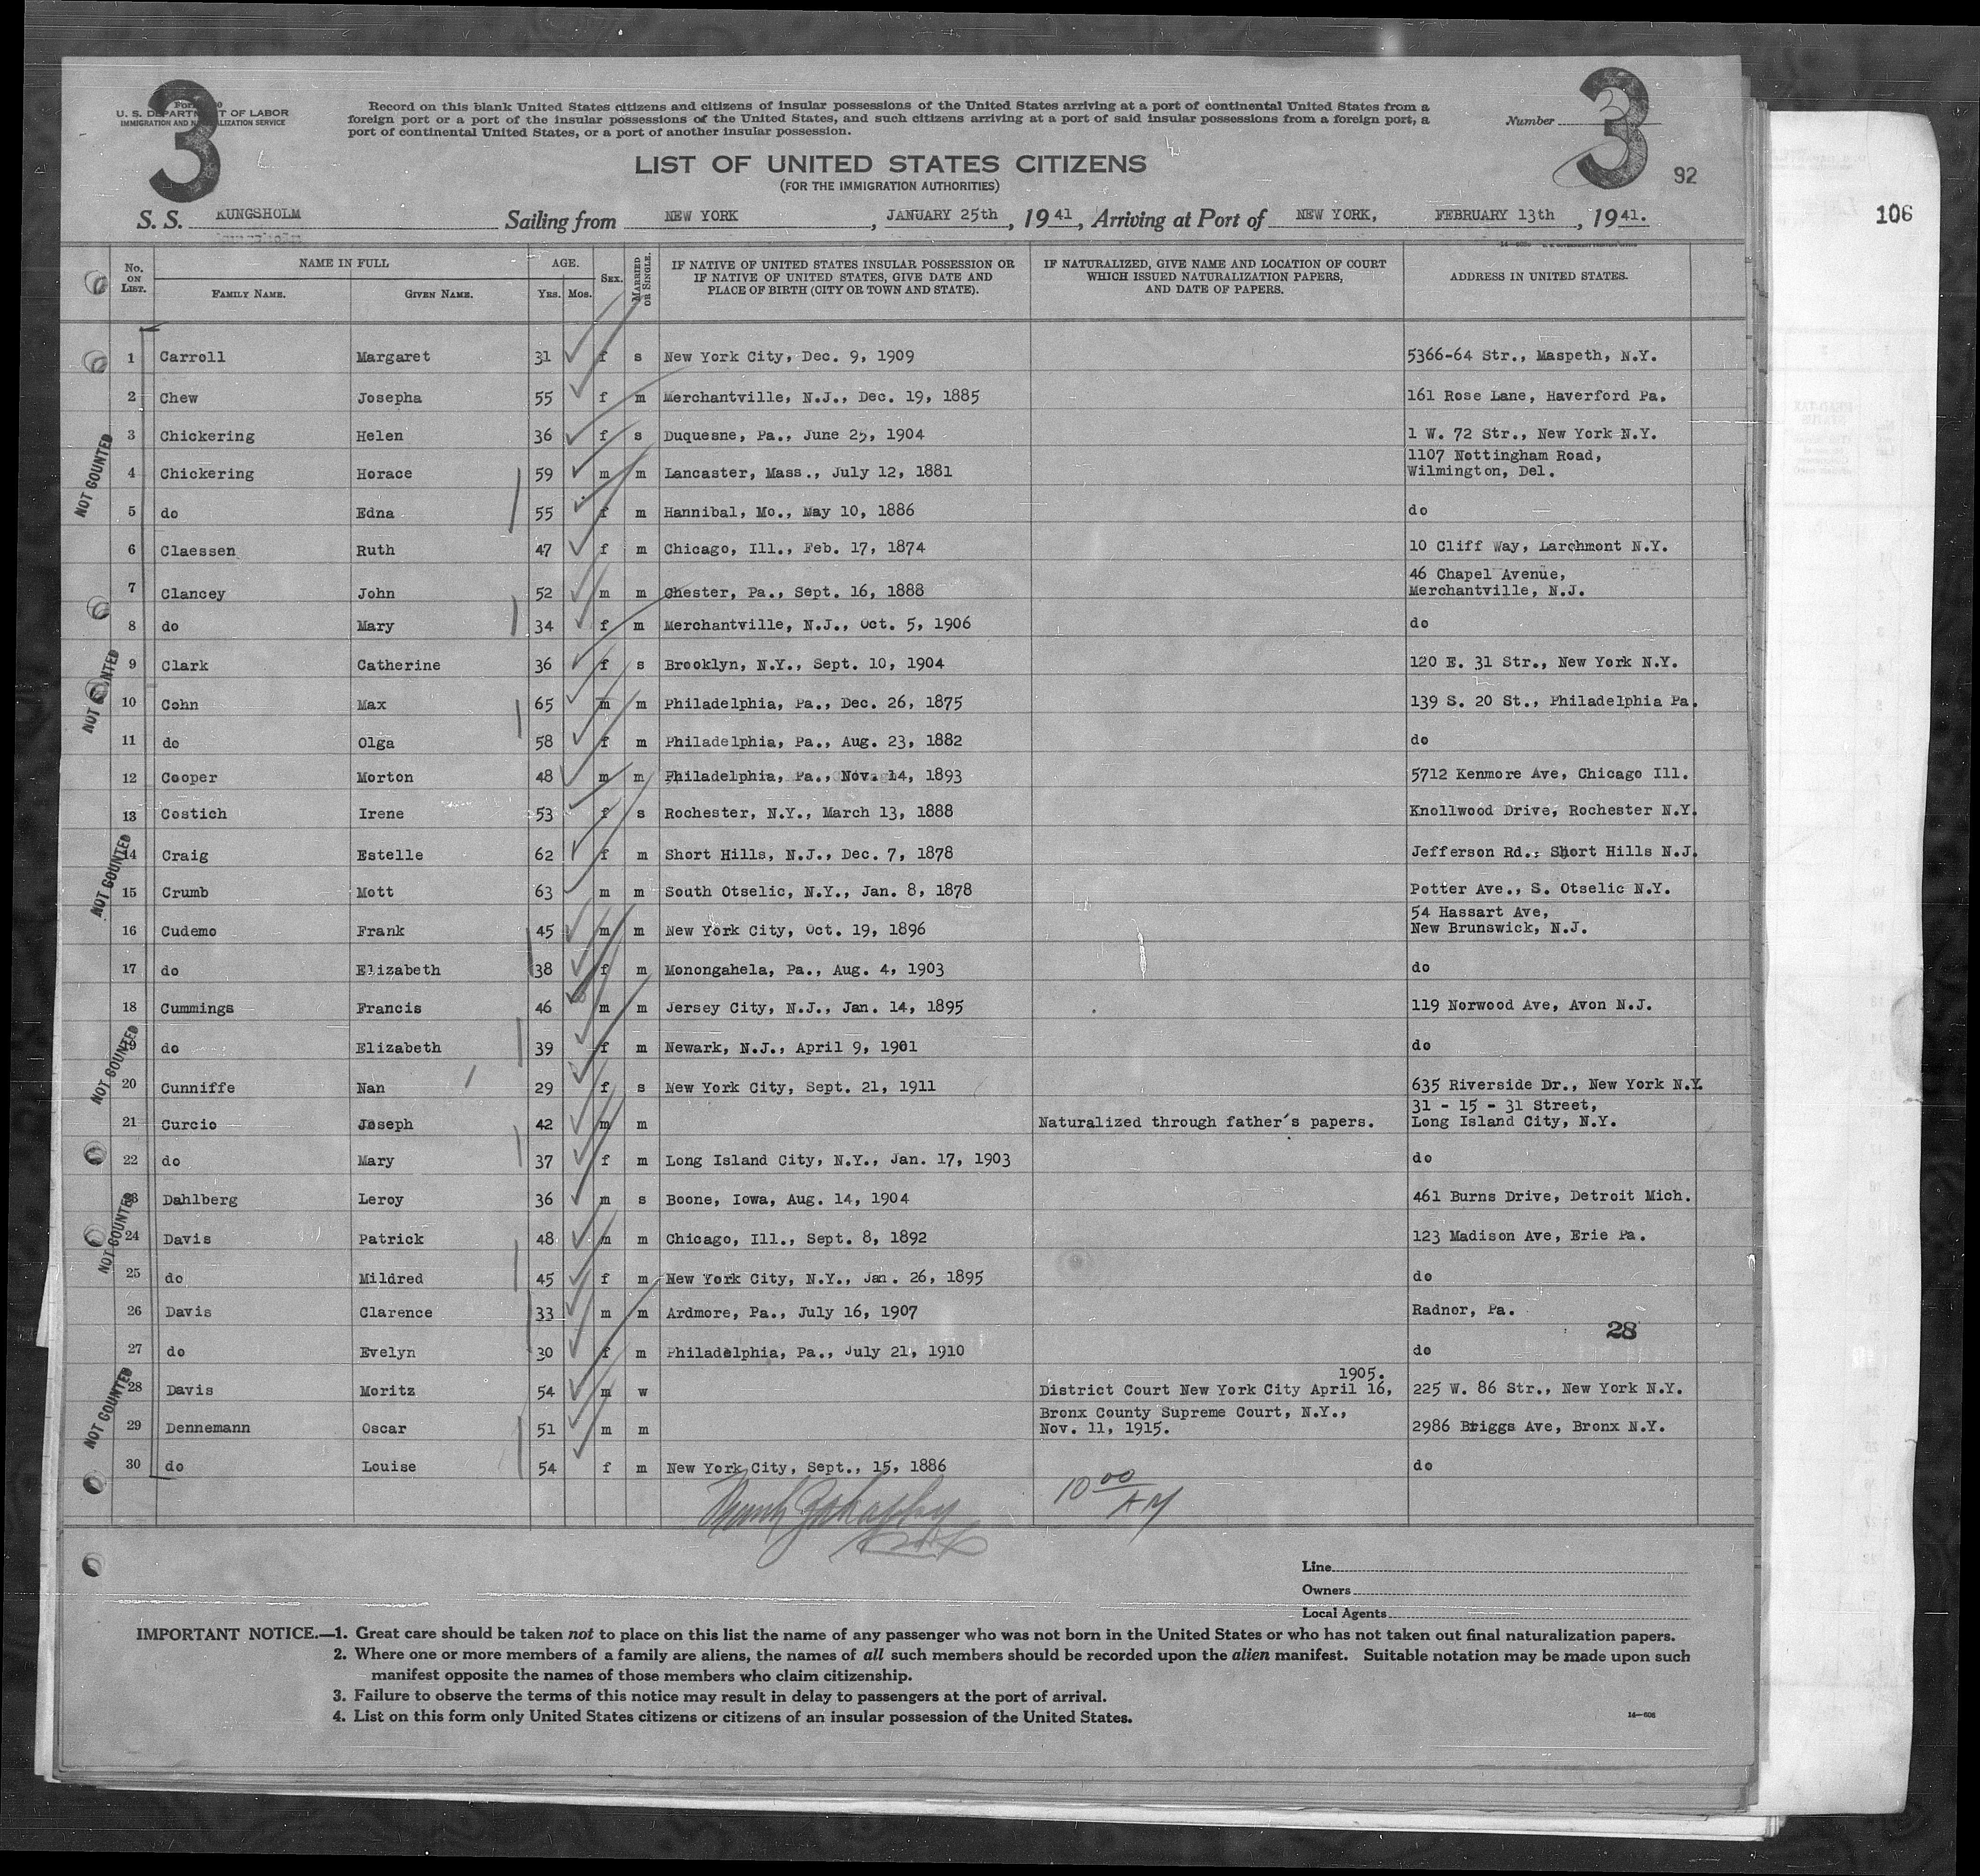 3
3
Form 630
U. S. DEPARTMENT OF LABOR
IMMIGRATION AND NATURALIZATION SERVICE
Record on this blank United States citizens and citizens of insular possessions of the United States arriving at a port of continental United States from a
foreign port or a port of the insular possessions of the United States, and such citizens arriving at a port of said insular possessions from a foreign port, a
port of continental United States, or a port of another insular possession.
Number
92
106
LIST OF UNITED STATES CITIZENS
(FOR THE IMMIGRATION AUTHORITIES)
S. S. KUNGSHOLM Sailing from NEW YORK, JANUARY 25th, 1941, Arriving at Port of NEW YORK, FEBRUARY 13th, 1941.
No. ON LIST. NAME IN FULL FAMILY NAME. GIVEN NAME. AGE. YRS. MOS. SEX. MARRIED OR SINGLE. IF NATIVE OF UNITED STATES INSULAR POSSESSION OR IF NATIVE OF UNITED STATES, GIVE DATE AND PLACE OF BIRTH (CITY OR TOWN AND STATE). IF NATURALIZED, GIVE NAME AND LOCATION OF COURT WHICH ISSUED NATURALIZATION PAPERS, AND DATE OF PAPERS. ADDRESS IN UNITED STATES.
1 Carroll Margaret 31 f s New York City, Dec. 9, 1909 5366-64 Str., Maspeth, N.Y.
2 Chew Josepha 55 f m Merchantville, N.J., Dec. 19, 1885 161 Rose Lane, Haverford Pa.
3 Chickering Helen 36 f s Duquesne, Pa., June 25, 1904 1 W. 72 Str., New York N.Y.
4 Chickering Horace 59 m m Lancaster, Mass., July 12, 1881 1107 Nottingham Road, Wilmington, Del.
5 do Edna 55 f m Hannibal, Mo., May 10, 1886 do
6 Claessen Ruth 47 f m Chicago, Ill., Feb. 17, 1874 10 Cliff Way, Larchmont N.Y.
7 Clancey John 52 m m Chester, Pa., Sept. 16, 1888 46 Chapel Avenue, Merchantville, N.J.
8 do Mary 34 f m Merchantville, N.J., Oct. 5, 1906 do
9 Clark Catherine 36 f s Brooklyn, N.Y., Sept. 10, 1904 120 E. 31 Str., New York N.Y.
10 Cohn Max 65 m m Philadelphia, Pa., Dec. 26, 1875 139 S. 20 St., Philadelphia Pa.
11 do Olga 58 f m Philadelphia, Pa., Aug. 23, 1882 do
12 Cooper Morton 48 m m Philadelphia, Pa., Nov. 14, 1893 5712 Kenmore Ave, Chicago Ill.
13 Costich Irene 53 f s Rochester, N.Y., March 13, 1888 Knollwood Drive, Rochester N.Y.
14 Craig Estelle 62 f m Short Hills, N.J., Dec. 7, 1878 Jefferson Rd., Short Hills N.J.
15 Crumb Mott 63 m m South Otselic, N.Y., Jan. 8, 1878 Potter Ave., S. Otselic N.Y.
16 Cudemo Frank 45 m m New York City, Oct. 19, 1896 54 Hassart Ave, New Brunswick, N.J.
17 do Elizabeth 38 f m Monongahela, Pa., Aug. 4, 1903 do
18 Cummings Francis 46 m m Jersey City, N.J., Jan. 14, 1895 119 Norwood Ave, Avon N.J.
19 do Elizabeth 39 f m Newark, N.J., April 9, 1901 do
20 Cunniffe Nan 29 f s New York City, Sept. 21, 1911 635 Riverside Dr., New York N.Y.
21 Curcio Joseph 42 m m Naturalized through father's papers. 31 - 15 - 31 Street, Long Island City, N.Y.
22 do Mary 37 f m Long Island City, N.Y., Jan. 17, 1903 do
23 Dahlberg Leroy 36 m s Boone, Iowa, Aug. 14, 1904 461 Burns Drive, Detroit Mich.
24 Davis Patrick 48 m m Chicago, Ill., Sept. 8, 1892 123 Madison Ave, Erie Pa.
25 do Mildred 45 f m New York City, N.Y., Jan. 26, 1895 do
26 Davis Clarence 33 m m Ardmore, Pa., July 16, 1907 Radnor, Pa.
28
27 do Evelyn 30 f m Philadelphia, Pa., July 21, 1910 do
28 Davis Moritz 54 m w District Court New York City April 16, 1905. 225 W. 86 Str., New York N.Y.
29 Dennemann Oscar 51 m m Bronx County Supreme Court, N.Y., Nov. 11, 1915. 2986 Briggs Ave, Bronx N.Y.
30 do Louise 54 f m New York City, Sept., 15, 1886 do
10 00 AM
NOT COUNTED
NOT COUNTED
NOT COUNTED
NOT COUNTED
NOT COUNTED
NOT COUNTED
Line
Owners
Local Agents
IMPORTANT NOTICE.—1. Great care should be taken not to place on this list the name of any passenger who was not born in the United States or who has not taken out final naturalization papers.
2. Where one or more members of a family are aliens, the names of all such members should be recorded upon the alien manifest. Suitable notation may be made upon such
manifest opposite the names of those members who claim citizenship.
3. Failure to observe the terms of this notice may result in delay to passengers at the port of arrival.
4. List on this form only United States citizens or citizens of an insular possession of the United States.
14—606